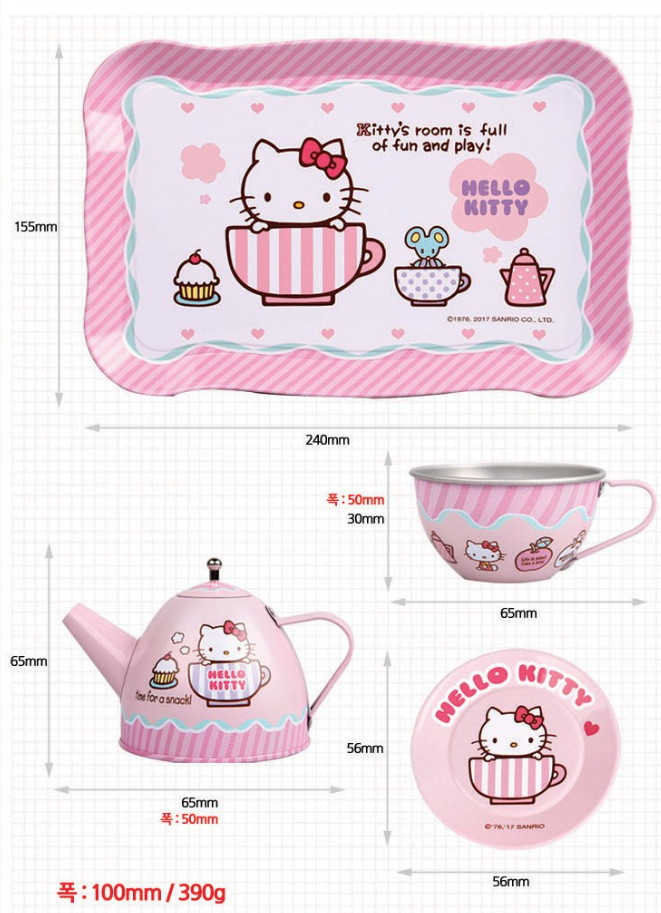 Kitty's room is full
of fun and play!
HELLO
KITTY
155mm
©1976, 2017 SANRIO CO., LTD.
240mm
폭 : 50mm
30mm
65mm
65mm
HELLO
KITTY
time for a snack!
65mm
폭 : 50mm
56mm
HELLO KITTY
©'76,'17 SANRIO
56mm
폭 : 100mm / 390g